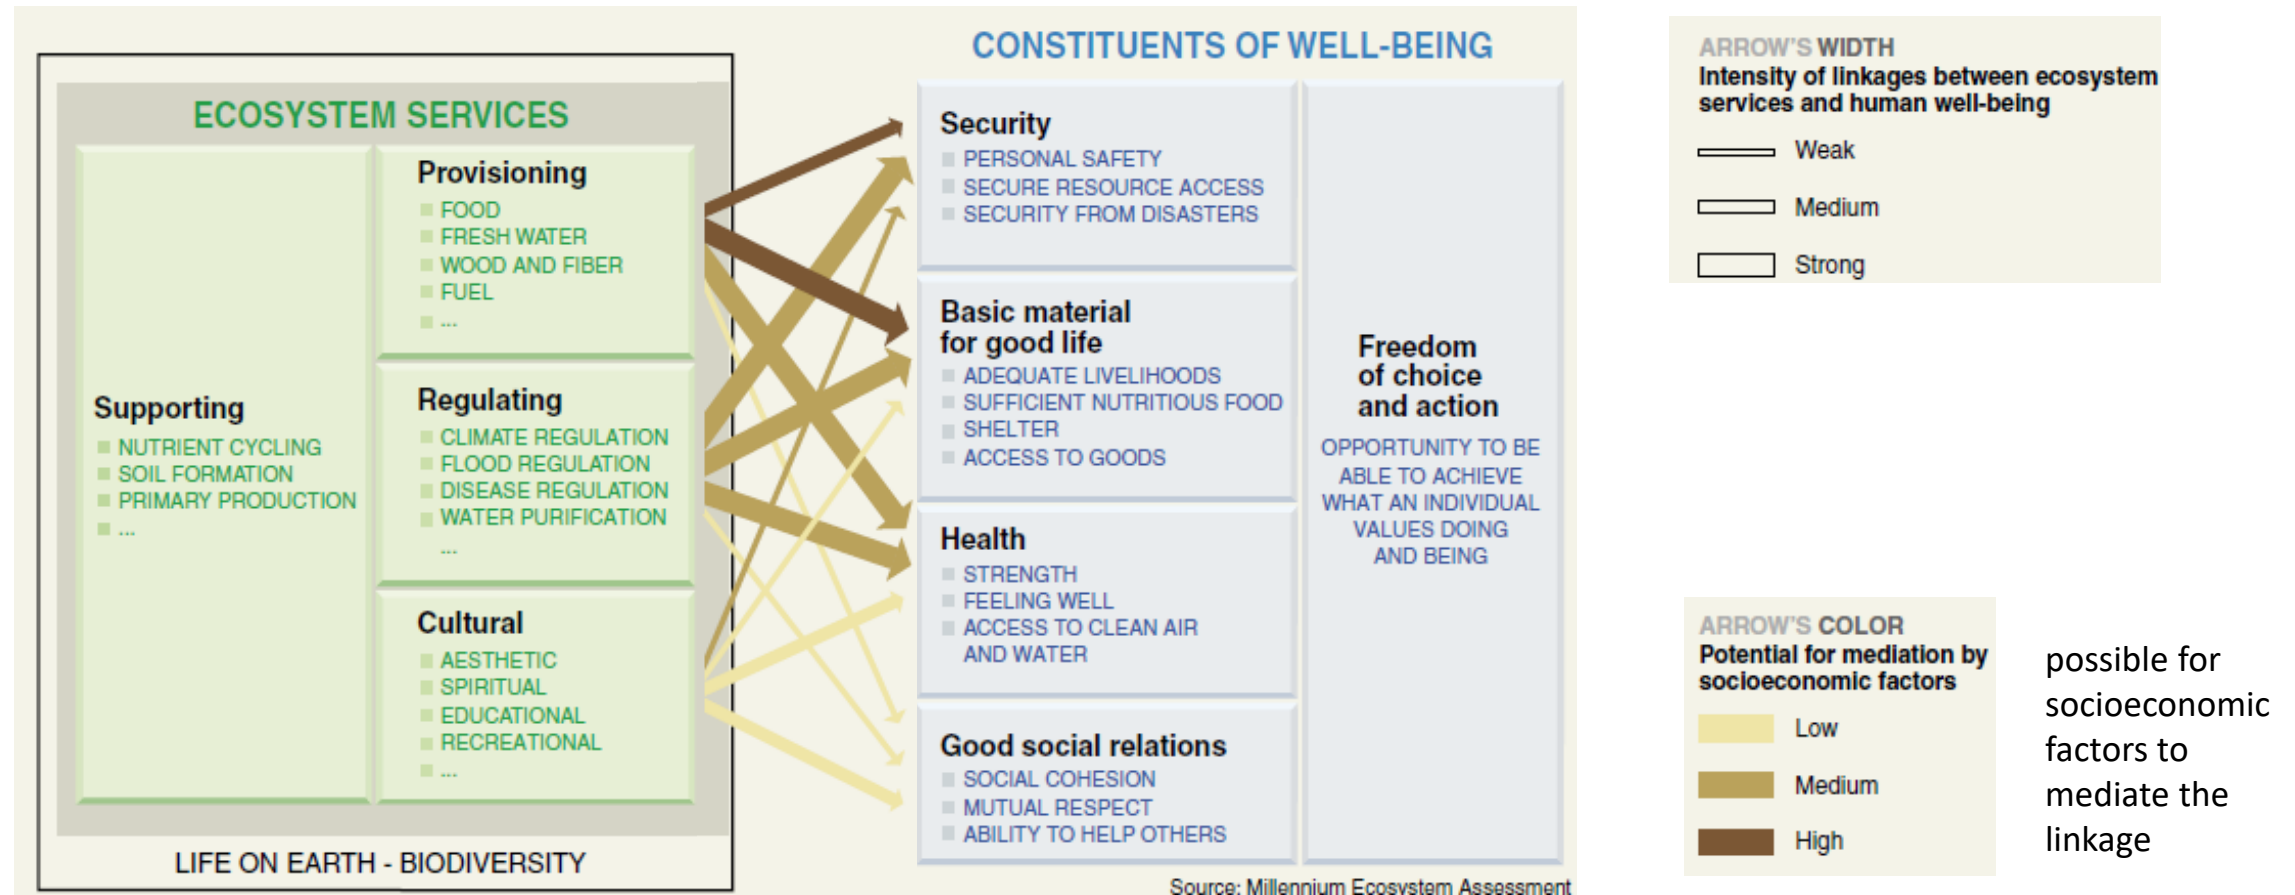 ECOSYSTEM SERVICES
Supporting
NUTRIENT CYCLING
SOIL FORMATION
PRIMARY PRODUCTION
...
Provisioning
FOOD
FRESH WATER
WOOD AND FIBER
FUEL
...
Regulating
CLIMATE REGULATION
FLOOD REGULATION
DISEASE REGULATION
WATER PURIFICATION
...
Cultural
AESTHETIC
SPIRITUAL
EDUCATIONAL
RECREATIONAL
...
LIFE ON EARTH - BIODIVERSITY
CONSTITUENTS OF WELL-BEING
Security
PERSONAL SAFETY
SECURE RESOURCE ACCESS
SECURITY FROM DISASTERS
Basic material
for good life
ADEQUATE LIVELIHOODS
SUFFICIENT NUTRITIOUS FOOD
SHELTER
ACCESS TO GOODS
Health
STRENGTH
FEELING WELL
ACCESS TO CLEAN AIR
AND WATER
Good social relations
SOCIAL COHESION
MUTUAL RESPECT
ABILITY TO HELP OTHERS
Freedom
of choice
and action
OPPORTUNITY TO BE
ABLE TO ACHIEVE
WHAT AN INDIVIDUAL
VALUES DOING
AND BEING
Source: Millennium Ecosystem Assessment
ARROW'S WIDTH
Intensity of linkages between ecosystem
services and human well-being
Weak
Medium
Strong
ARROW'S COLOR
Potential for mediation by
socioeconomic factors
Low
Medium
High
possible for
socioeconomic
factors to
mediate the
linkage